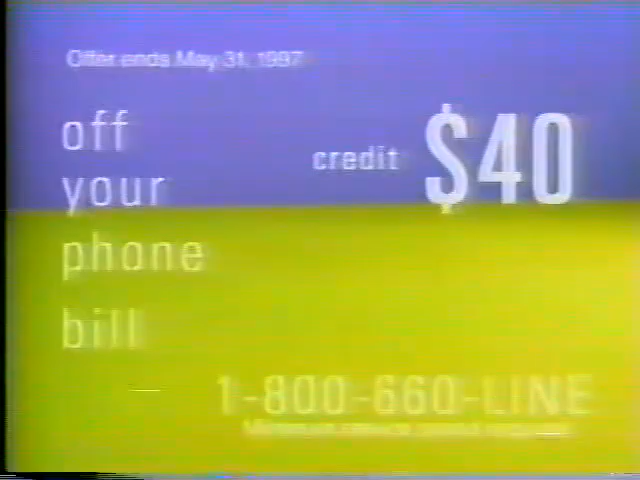 Offer ends May 31, 1997
off
your
phone
bill
credit $40
1-800-660-LINE